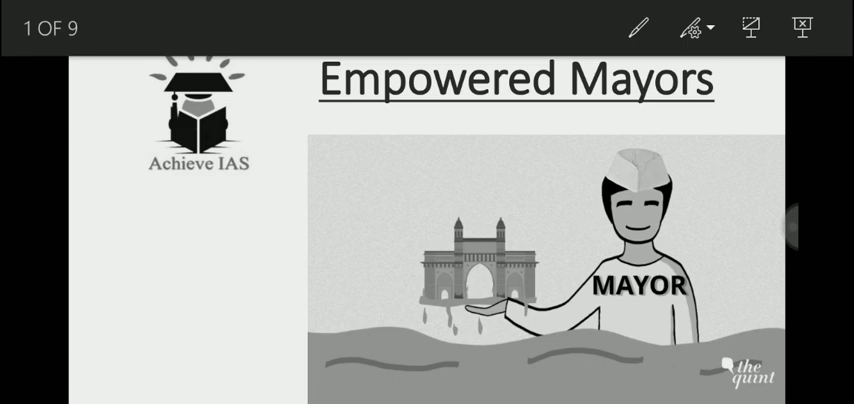 1 OF 9
Empowered Mayors
Achieve IAS
MAYOR
the
quint